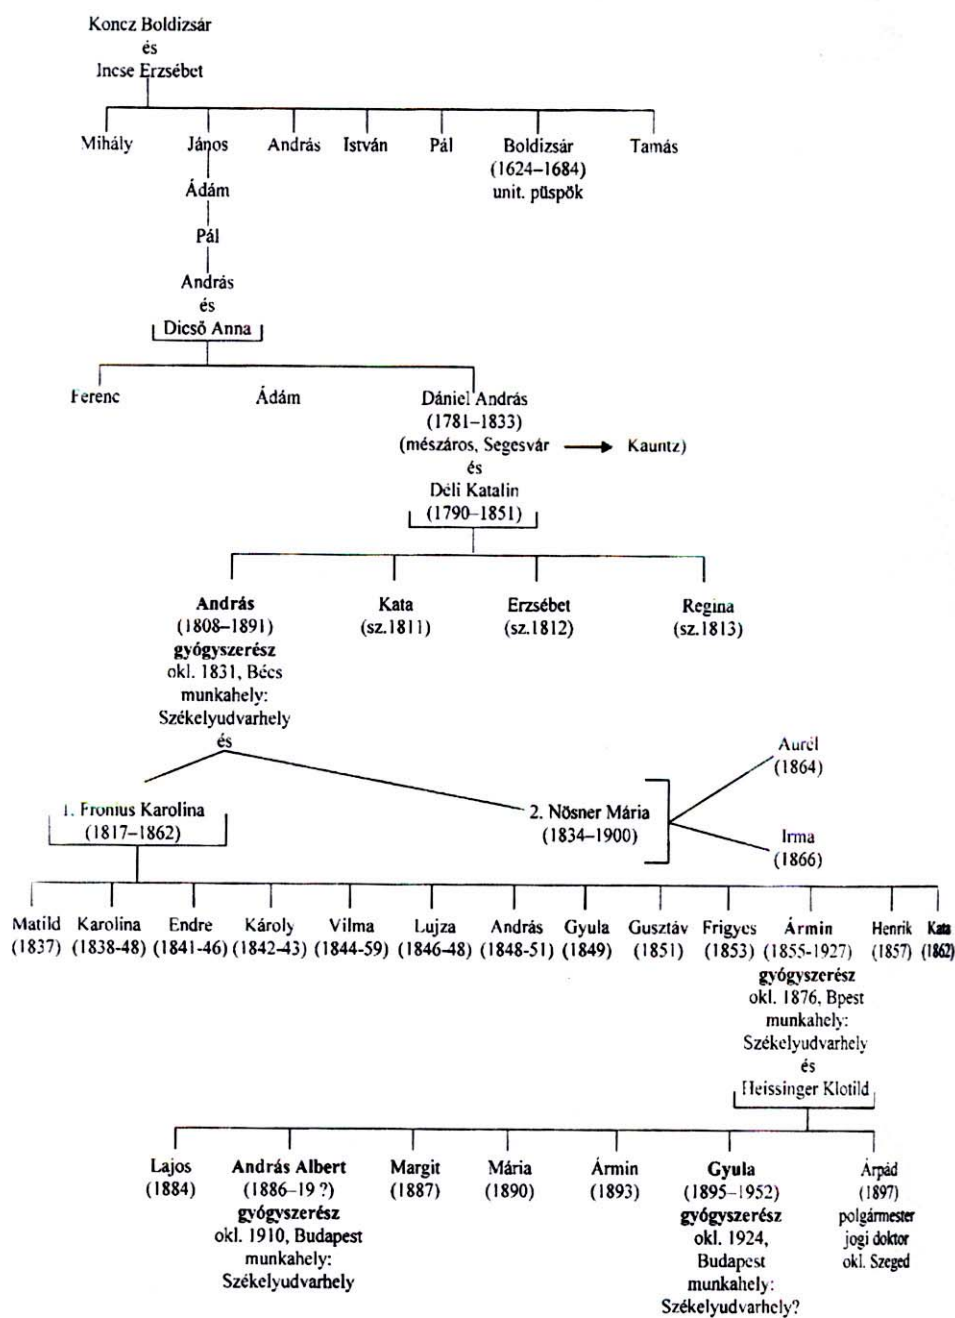 Koncz Boldizsár
és
Incse Erzsébet
Mihály János András István Pál Boldizsár Tamás
(1624–1684)
unit. püspök
Ádám
Pál
András
és
Dicső Anna
Ferenc Ádám Dániel András
(1781–1833)
(mészáros, Segesvár → Kauntz)
és
Déli Katalin
(1790–1851)
András Kata Erzsébet Regina
(1808–1891) (sz.1811) (sz.1812) (sz.1813)
gyógyszerész
okl. 1831, Bécs
munkahely:
Székelyudvarhely
és
Aurél
(1864)
1. Fronius Karolina 2. Nösner Mária
(1817–1862) (1834–1900)
Irma
(1866)
Matild Karolina Endre Károly Vilma Lujza András Gyula Gusztáv Frigyes Ármin Henrik Kata
(1837) (1838-48) (1841-46) (1842-43) (1844-59) (1846-48) (1848-51) (1849) (1851) (1853) (1855-1927) (1857) (1862)
gyógyszerész
okl. 1876, Bpest
munkahely:
Székelyudvarhely
és
Heissinger Klotild
Lajos András Albert Margit Mária Ármin Gyula Árpád
(1884) (1886–19 ?) (1887) (1890) (1893) (1895–1952) (1897)
gyógyszerész gyógyszerész polgármester
okl. 1910, Budapest okl. 1924, jogi doktor
munkahely: Budapest okl. Szeged
Székelyudvarhely munkahely:
Székelyudvarhely?